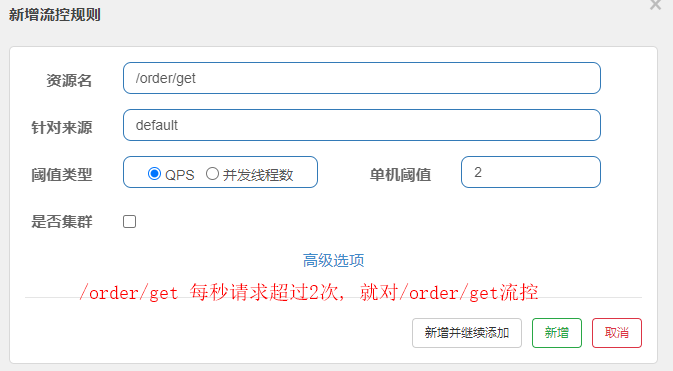 新增流控规则 ×
资源名 /order/get
针对来源 default
阈值类型 QPS 并发线程数 单机阈值 2
是否集群
高级选项
/order/get 每秒请求超过2次, 就对/order/get流控
新增并继续添加 新增 取消